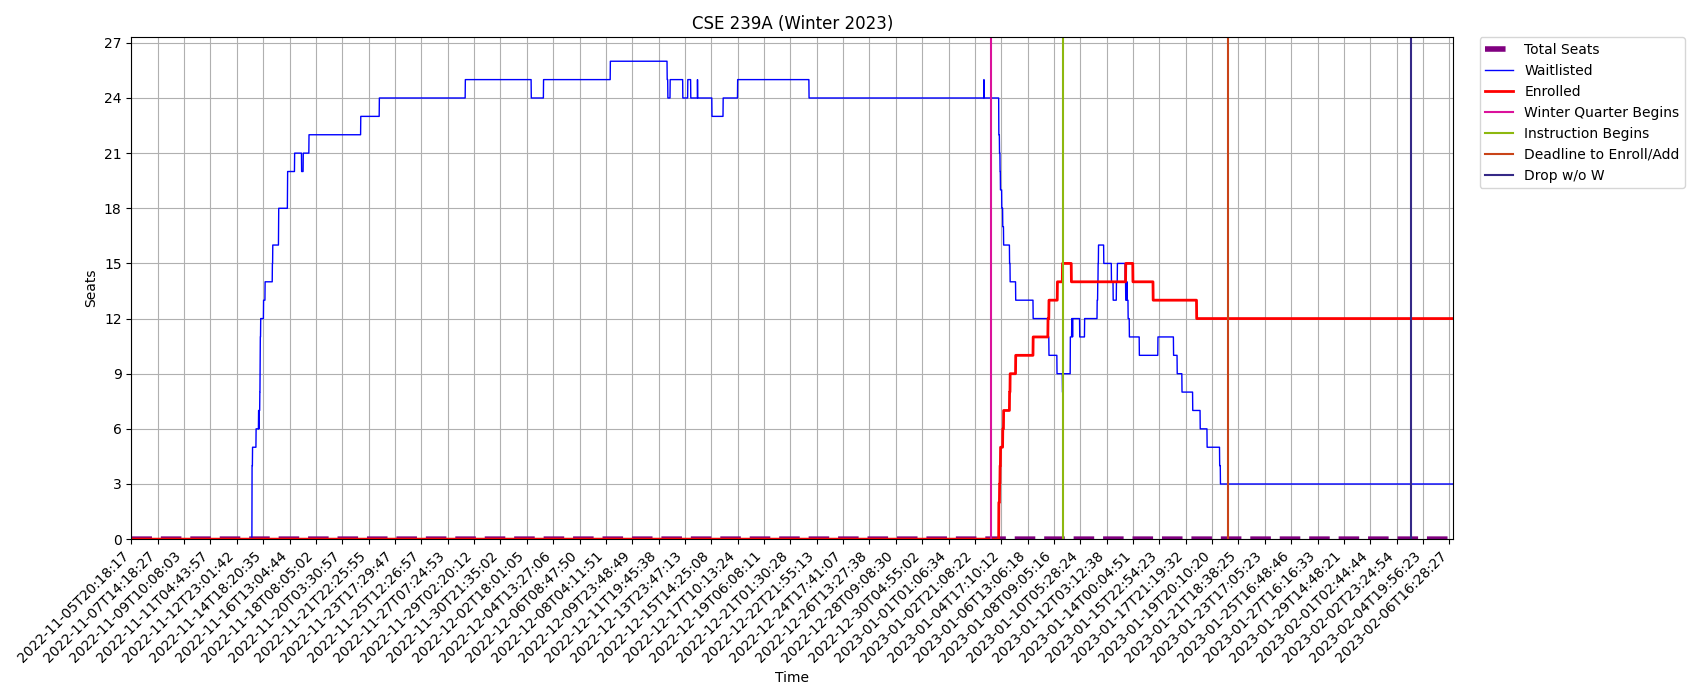 CSE 239A (Winter 2023)
Total Seats
Waitlisted
Enrolled
Winter Quarter Begins
Instruction Begins
Deadline to Enroll/Add
Drop w/o W
Seats
27
24
21
18
15
12
9
6
3
0
2022-11-05T20:18:17
2022-11-07T14:18:27
2022-11-09T10:08:03
2022-11-11T04:43:57
2022-11-12T23:01:42
2022-11-14T18:20:35
2022-11-16T13:04:44
2022-11-18T08:05:02
2022-11-20T03:30:57
2022-11-21T22:25:55
2022-11-23T17:29:47
2022-11-25T12:26:57
2022-11-27T07:24:53
2022-11-29T02:20:12
2022-11-30T21:35:02
2022-12-02T18:01:05
2022-12-04T13:27:06
2022-12-06T08:47:50
2022-12-08T04:11:51
2022-12-09T23:48:49
2022-12-11T19:45:38
2022-12-13T23:47:13
2022-12-15T14:25:08
2022-12-17T10:13:24
2022-12-19T06:08:11
2022-12-21T01:30:28
2022-12-22T21:55:13
2022-12-24T17:41:07
2022-12-26T13:27:38
2022-12-28T09:08:30
2022-12-30T04:55:02
2023-01-01T01:06:34
2023-01-02T21:08:22
2023-01-04T17:10:12
2023-01-06T13:06:18
2023-01-08T09:05:16
2023-01-10T05:28:24
2023-01-12T03:12:38
2023-01-14T00:04:51
2023-01-15T22:54:23
2023-01-17T21:19:32
2023-01-19T20:10:20
2023-01-21T18:38:25
2023-01-23T17:05:23
2023-01-25T16:48:46
2023-01-27T16:16:33
2023-01-29T14:48:21
2023-02-01T02:44:44
2023-02-02T23:24:54
2023-02-04T19:56:23
2023-02-06T16:28:27
Time